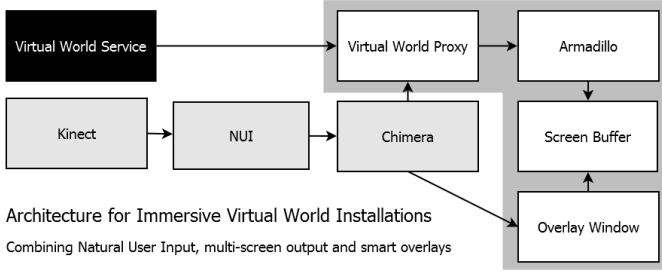 Virtual World Service
Virtual World Proxy
Armadillo
Kinect
NUI
Chimera
Screen Buffer
Overlay Window
Architecture for Immersive Virtual World Installations
Combining Natural User Input, multi-screen output and smart overlays